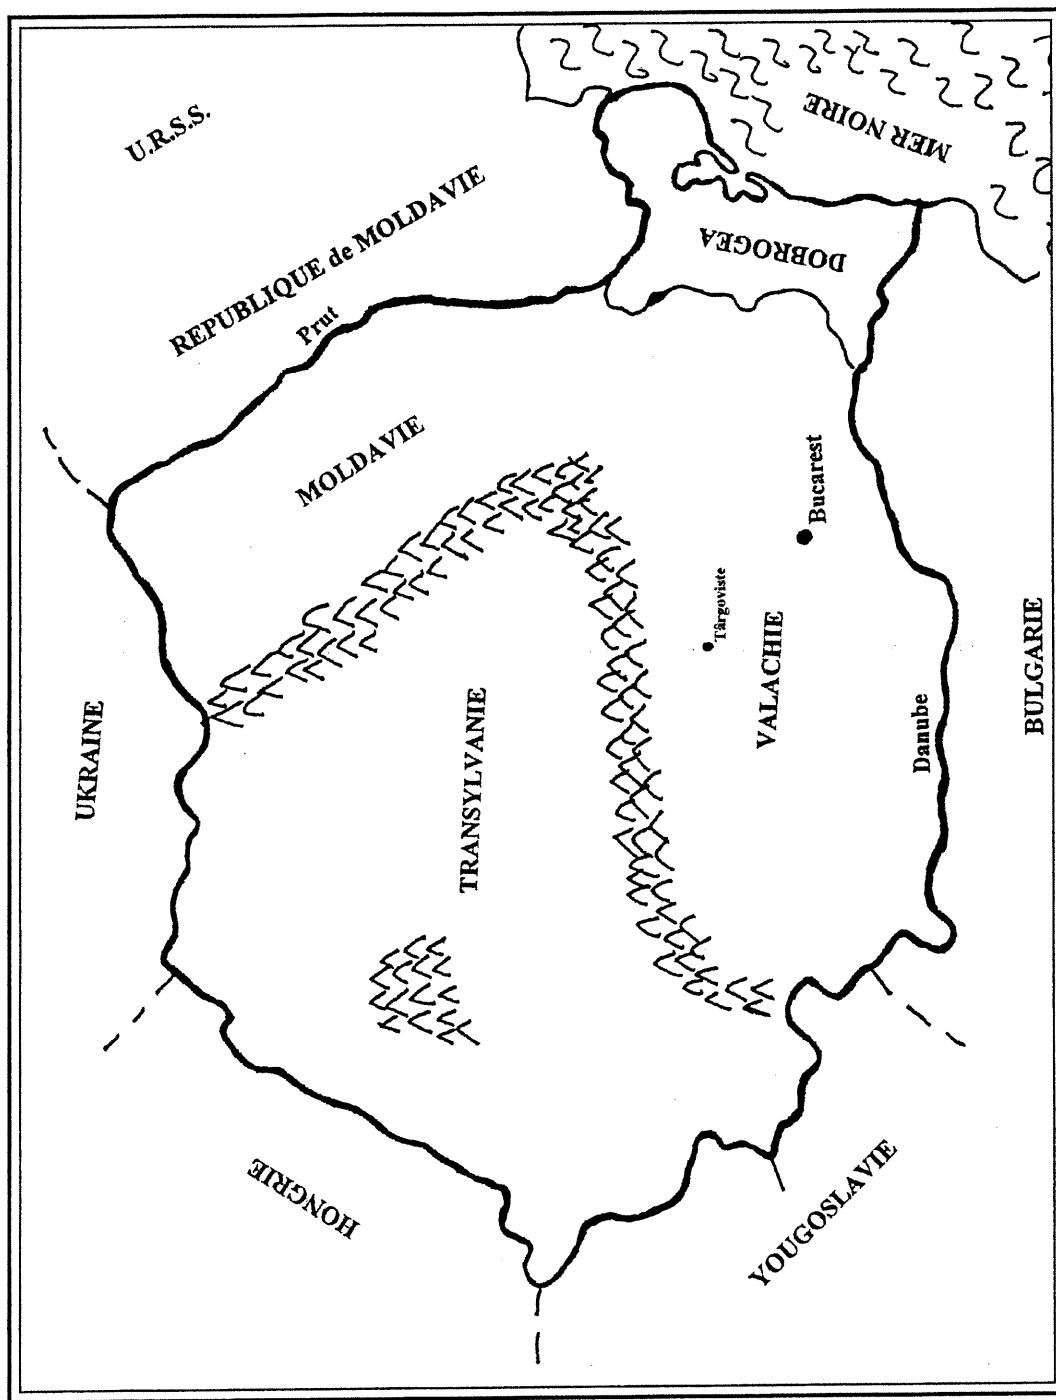 U.R.S.S.
UKRAINE
REPUBLIQUE de MOLDAVIE
Prut
MOLDAVIE
HONGRIE
TRANSYLVANIE
MER NOIRE
DOBROGEA
Târgoviste
VALACHIE
Bucarest
Danube
YOUGOSLAVIE
BULGARIE